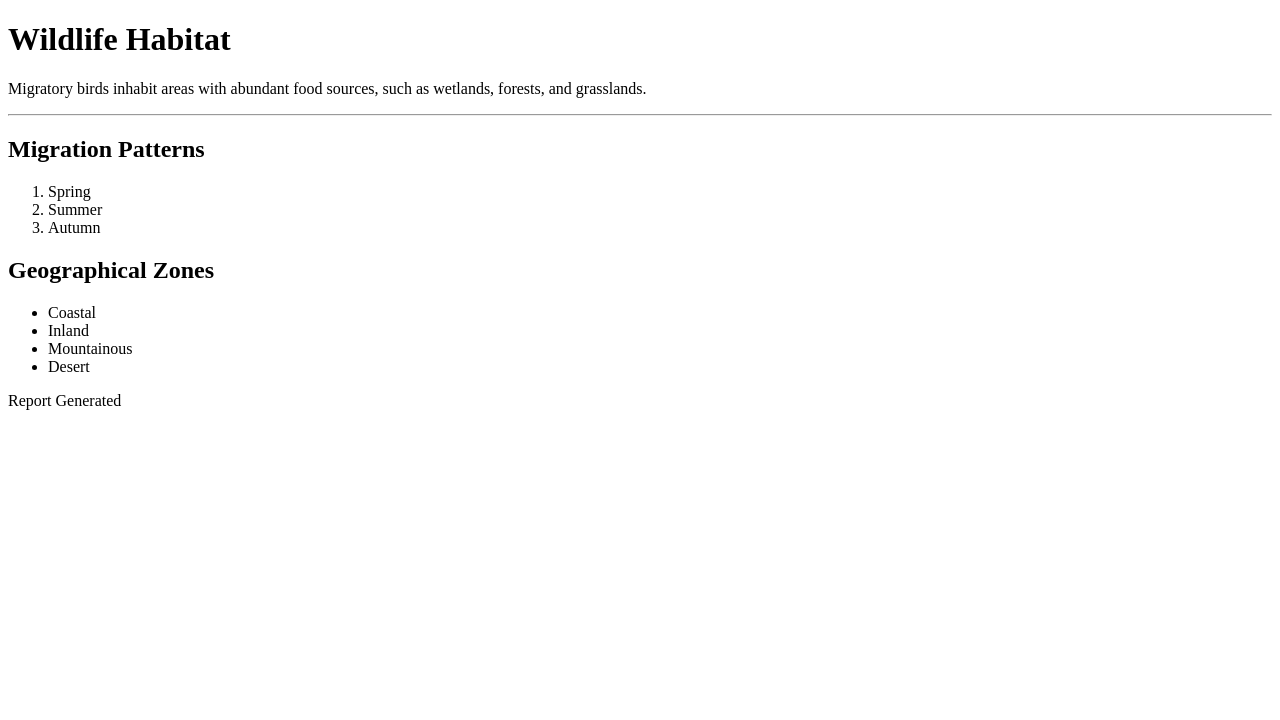 Wildlife Habitat
Migratory birds inhabit areas with abundant food sources, such as wetlands, forests, and grasslands.
Migration Patterns
1. Spring
2. Summer
3. Autumn
Geographical Zones
• Coastal
• Inland
• Mountainous
• Desert
Report Generated